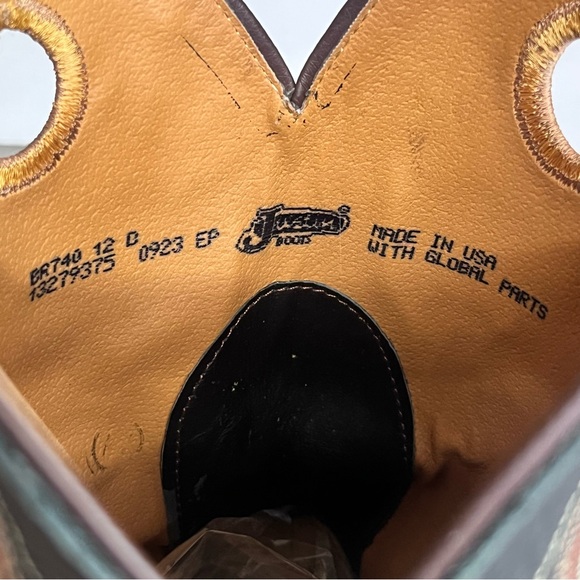 BR740 12 D
13279375 0923 EP
Justin®
BOOTS
MADE IN USA
WITH GLOBAL PARTS